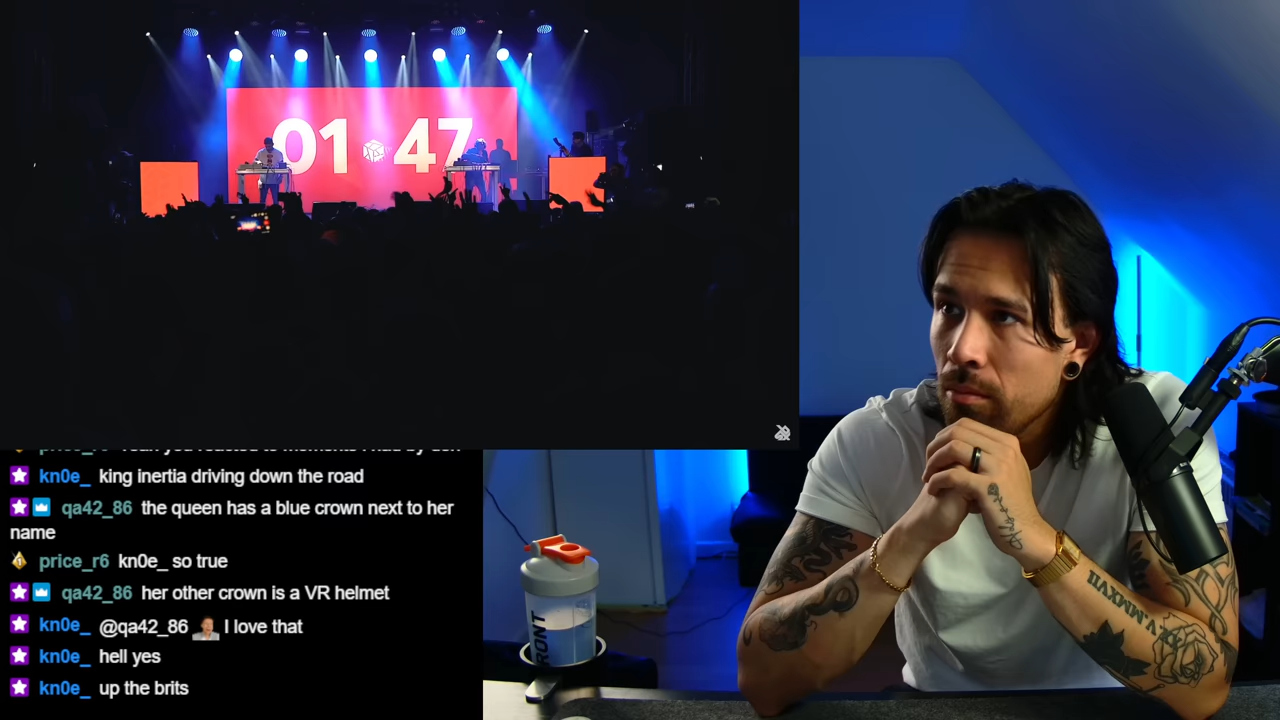 01 47
kn0e_ king inertia driving down the road
qa42_86 the queen has a blue crown next to her
name
price_r6 kn0e_ so true
qa42_86 her other crown is a VR helmet
kn0e_ @qa42_86 I love that
kn0e_ hell yes
kn0e_ up the brits
RONT
V.MMXVII